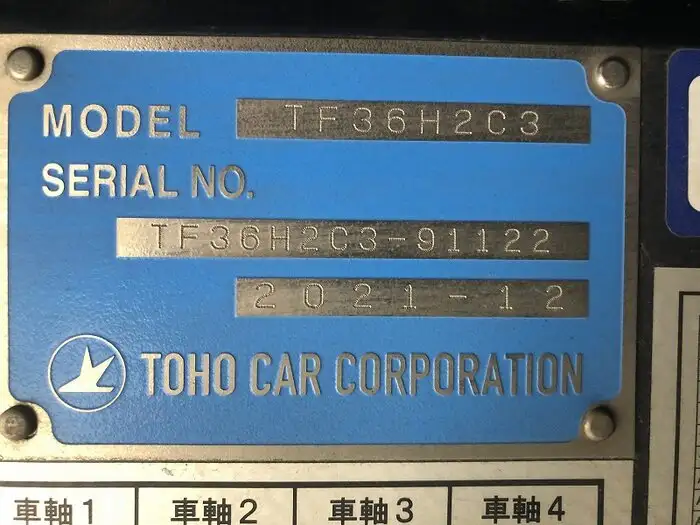 MODEL TF36H2C3
SERIAL NO.
TF36H2C3-91122
2021-12
TOHO CAR CORPORATION
車軸1 車軸2 車軸3 車軸4